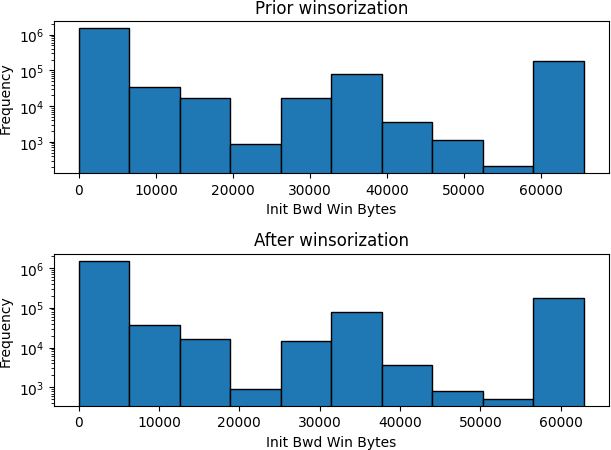 Prior winsorization
Frequency
10^6
10^5
10^4
10^3
0 10000 20000 30000 40000 50000 60000
Init Bwd Win Bytes
After winsorization
Frequency
10^6
10^5
10^4
10^3
0 10000 20000 30000 40000 50000 60000
Init Bwd Win Bytes